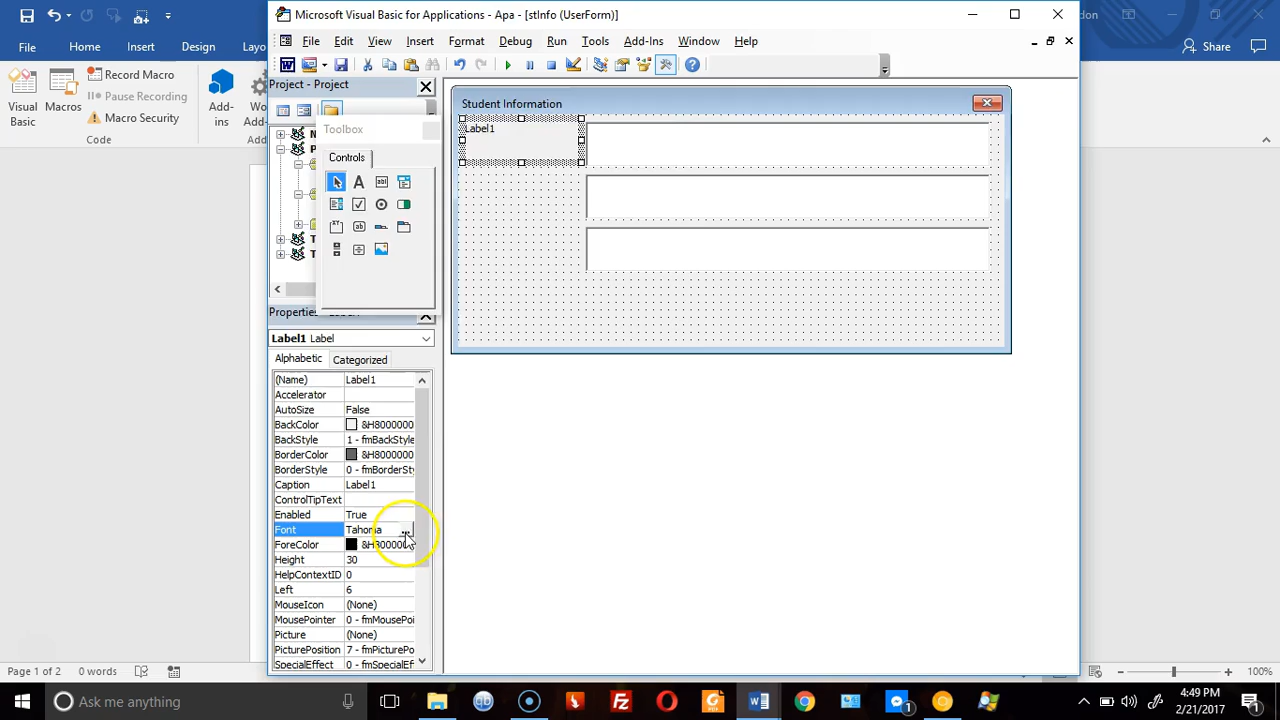 Microsoft Visual Basic for Applications - Apa - [stInfo (UserForm)]
File Edit View Insert Format Debug Run Tools Add-Ins Window Help
File Home Insert Design Share
Visual Basic
Macros
Record Macro
Pause Recording
Macro Security
Code
Add-ins
Project - Project
Toolbox
Controls
Student Information
Label1
Label1 Label
Alphabetic Categorized
(Name) Label1
Accelerator
AutoSize False
BackColor &H8000000
BackStyle 1 - fmBackStyle
BorderColor &H8000000
BorderStyle 0 - fmBorderSt
Caption Label1
ControlTipText
Enabled True
Font Tahoma ...
ForeColor
Height 30
HelpContextID 0
Left 6
MouseIcon (None)
MousePointer 0 - fmMousePoi
Picture (None)
PicturePosition 7 - fmPicturePo
SpecialEffect 0 - fmSpecialEf
Page 1 of 2 0 words 100%
Ask me anything
1
4:49 PM
2/21/2017